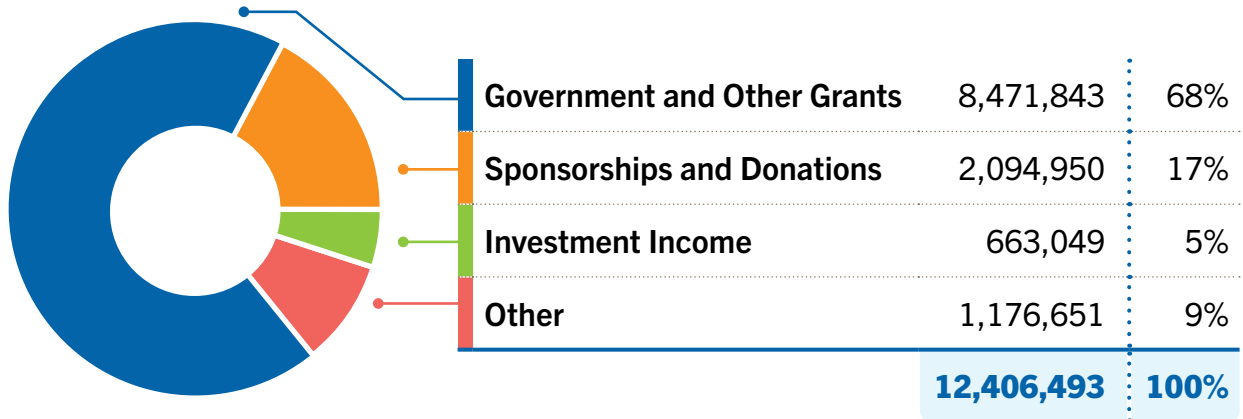 Government and Other Grants 8,471,843 68%
Sponsorships and Donations 2,094,950 17%
Investment Income 663,049 5%
Other 1,176,651 9%
12,406,493 100%